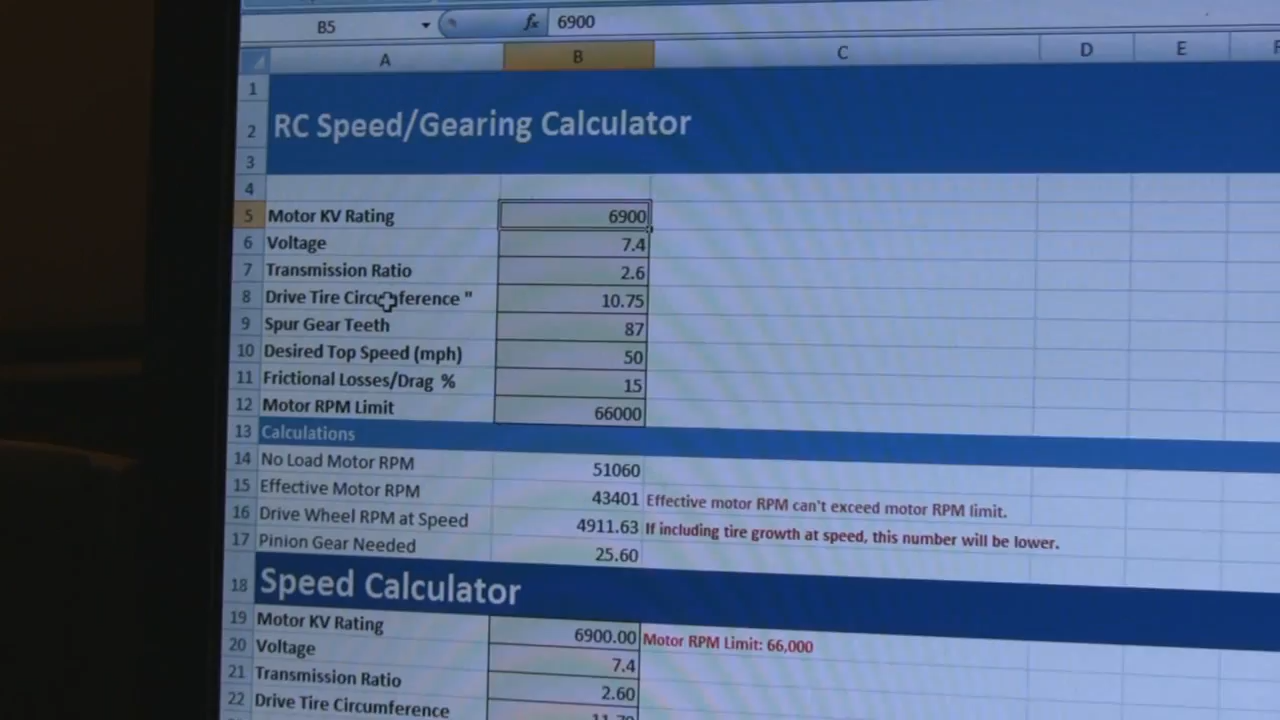 B5 fx 6900
A B C D E F
1
2 RC Speed/Gearing Calculator
3
4
5 Motor KV Rating 6900
6 Voltage 7.4
7 Transmission Ratio 2.6
8 Drive Tire Circumference " 10.75
9 Spur Gear Teeth 87
10 Desired Top Speed (mph) 50
11 Frictional Losses/Drag % 15
12 Motor RPM Limit 66000
13 Calculations
14 No Load Motor RPM 51060
15 Effective Motor RPM 43401 Effective motor RPM can't exceed motor RPM limit.
16 Drive Wheel RPM at Speed 4911.63 If including tire growth at speed, this number will be lower.
17 Pinion Gear Needed 25.60
18 Speed Calculator
19 Motor KV Rating 6900.00 Motor RPM Limit: 66,000
20 Voltage 7.4
21 Transmission Ratio 2.60
22 Drive Tire Circumference